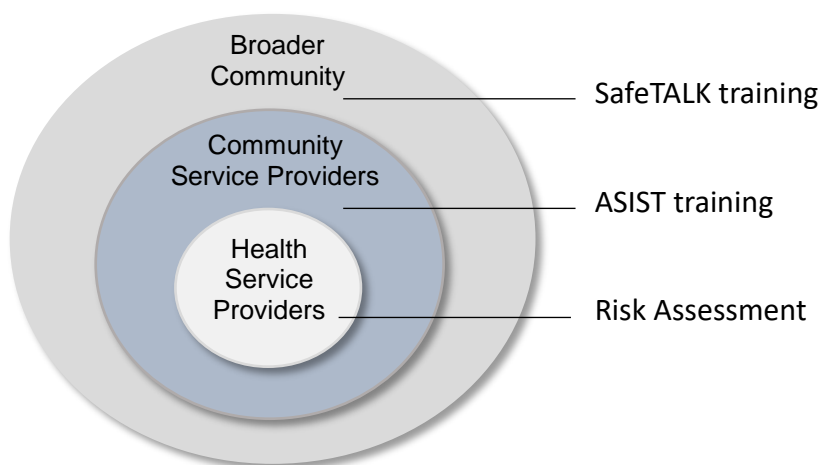 Broader
Community
SafeTALK training
Community
Service Providers
ASIST training
Health
Service
Providers
Risk Assessment